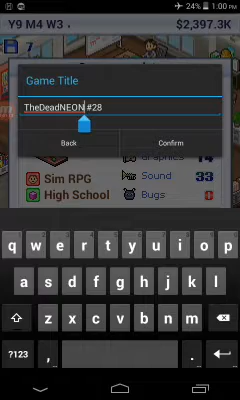 24% 1:00 PM
Y9 M4 W3
$2,397.3K
7
Game Title
TheDeadNEON #28
Back Confirm
Graphics 14
Sim RPG
Sound 33
High School
Bugs
q w e r t y u i o p
a s d f g h j k l
z x c v b n m
?123 , .